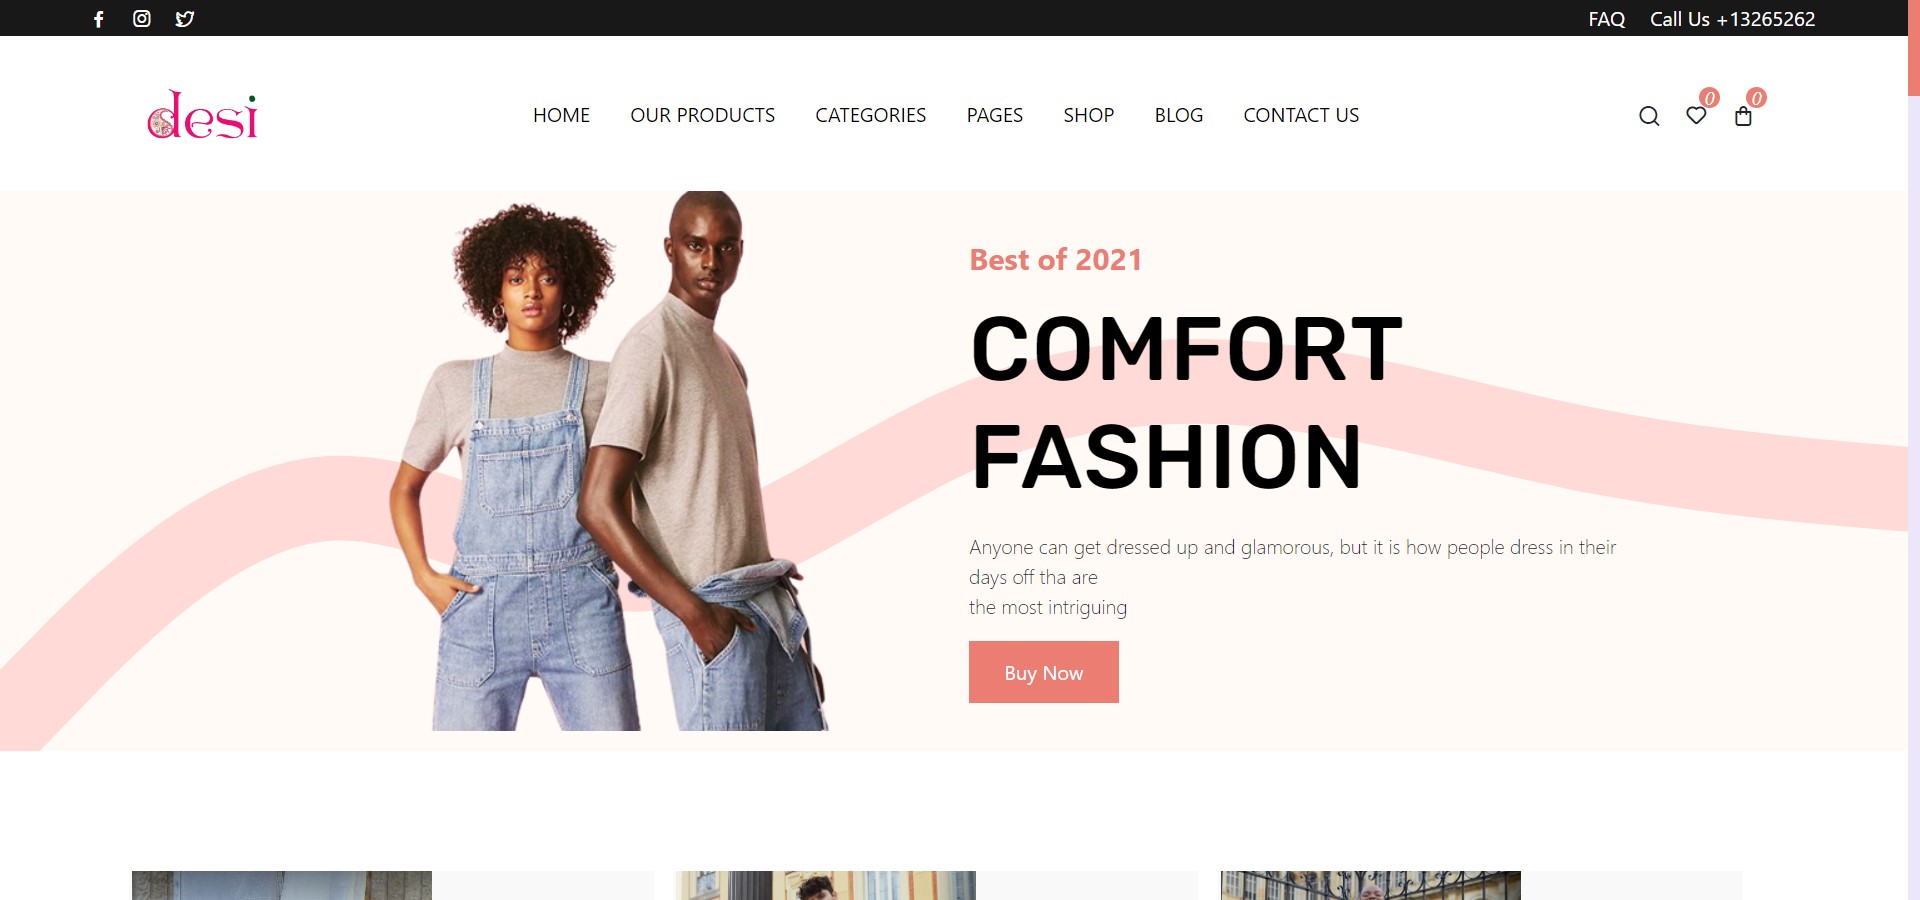 FAQ Call Us +13265262
desi
HOME OUR PRODUCTS CATEGORIES PAGES SHOP BLOG CONTACT US
0 0
Best of 2021
COMFORT
FASHION
Anyone can get dressed up and glamorous, but it is how people dress in their
days off tha are
the most intriguing
Buy Now